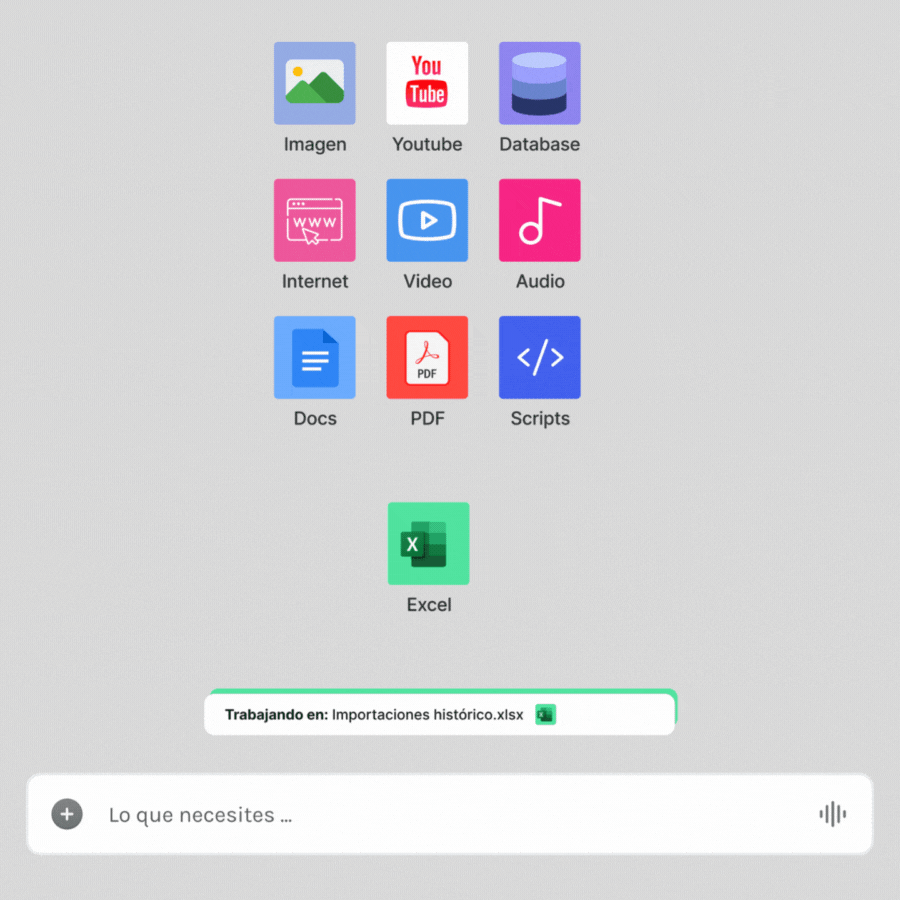 You
Tube
Imagen Youtube Database
www
Internet Video Audio
PDF
</>
Docs PDF Scripts
X
Excel
Trabajando en: Importaciones histórico.xlsx
Lo que necesites ...